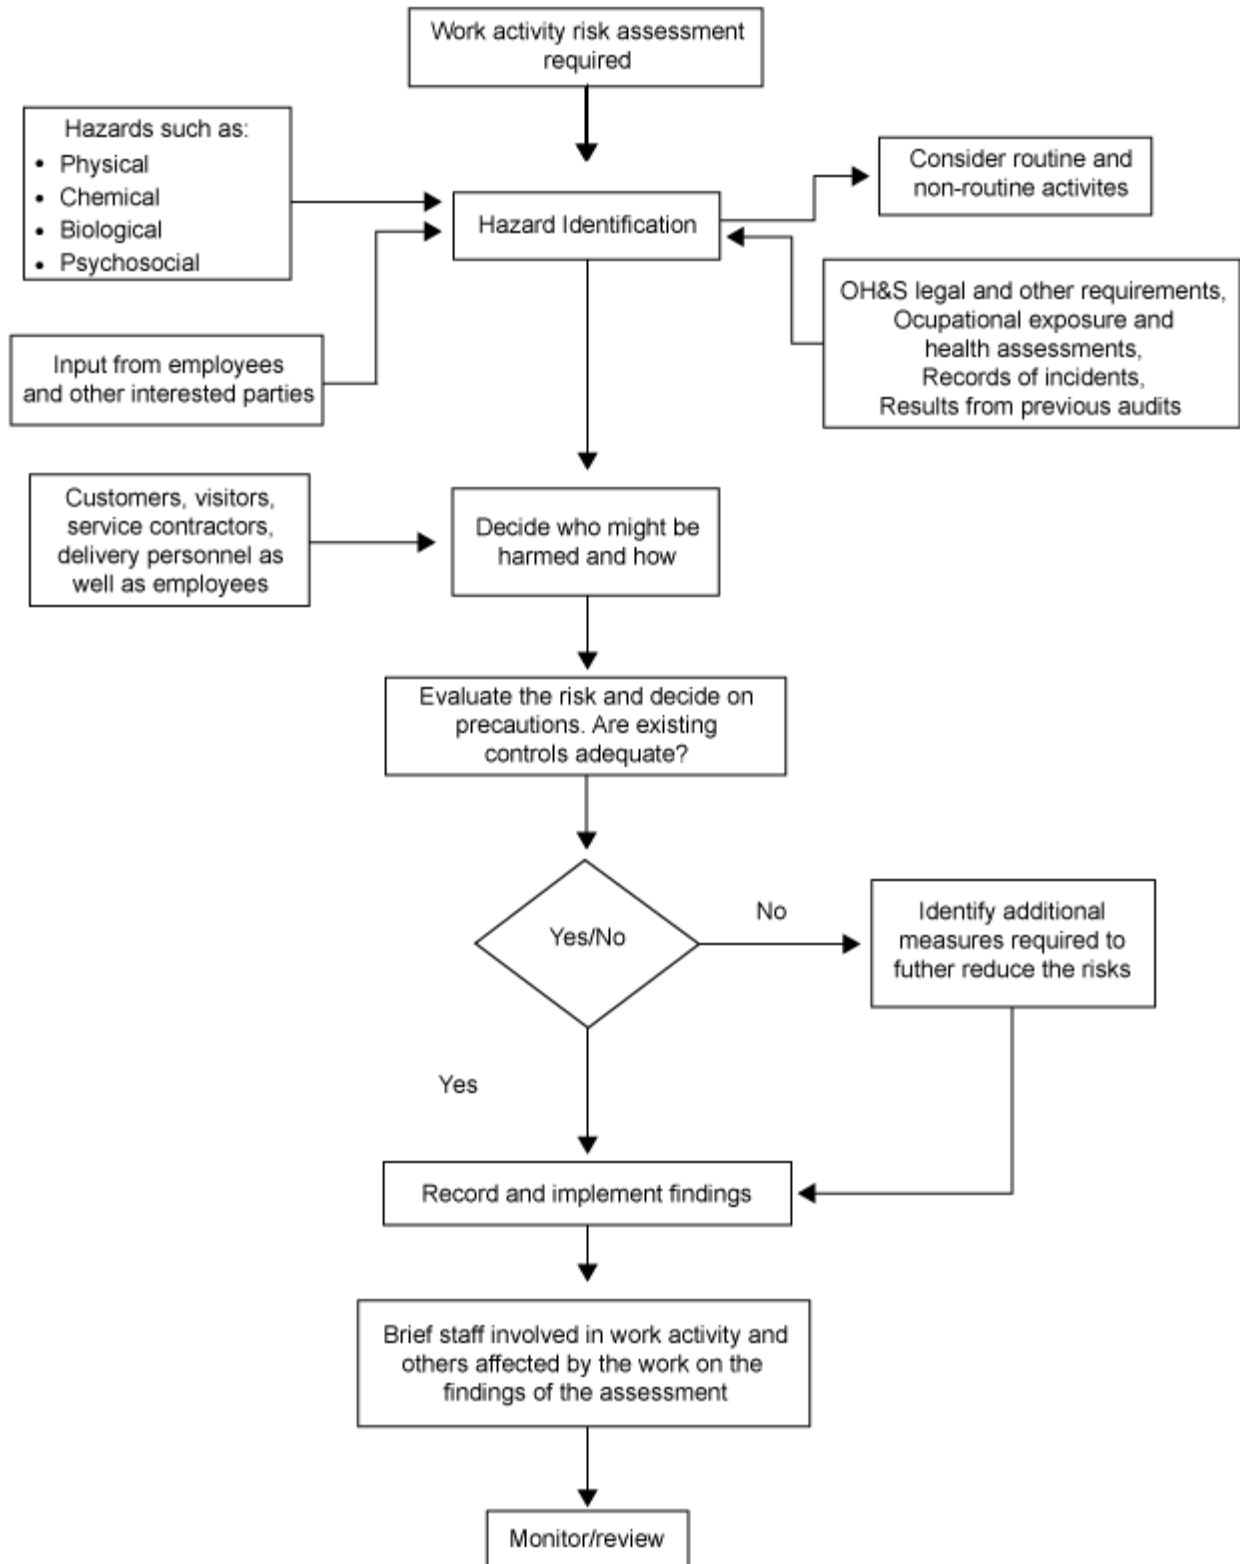 Work activity risk assessment
required
Hazards such as:
• Physical
• Chemical
• Biological
• Psychosocial
Consider routine and
non-routine activites
Hazard Identification
OH&S legal and other requirements,
Ocupational exposure and
health assessments,
Records of incidents,
Results from previous audits
Input from employees
and other interested parties
Customers, visitors,
service contractors,
delivery personnel as
well as employees
Decide who might be
harmed and how
Evaluate the risk and decide on
precautions. Are existing
controls adequate?
Yes/No
No
Identify additional
measures required to
futher reduce the risks
Yes
Record and implement findings
Brief staff involved in work activity and
others affected by the work on the
findings of the assessment
Monitor/review